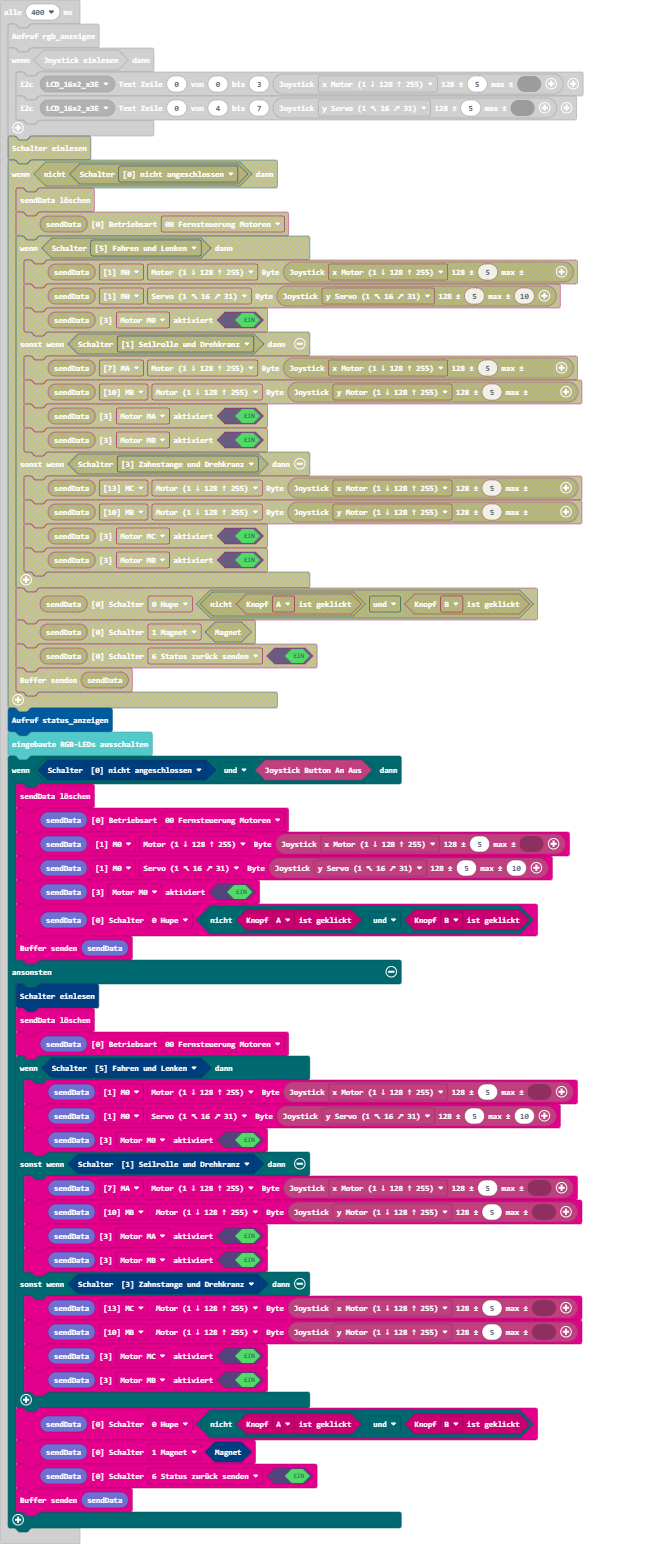 alle 400 ms
Aufruf rgb_anzeigen
wenn Joystick einlesen dann
i2c LCD_16x2_x3E Text Zeile 0 von 0 bis 3 Joystick x Motor (1 ↓ 128 ↑ 255) 128 ± 5 max ±
i2c LCD_16x2_x3E Text Zeile 0 von 4 bis 7 Joystick y Servo (1 ↖ 16 ↗ 31) 128 ± 5 max ±
Schalter einlesen
wenn nicht Schalter [0] nicht angeschlossen dann
sendData löschen
sendData [0] Betriebsart 00 Fernsteuerung Motoren
wenn Schalter [5] Fahren und Lenken dann
sendData [1] M0 Motor (1 ↓ 128 ↑ 255) Byte Joystick x Motor (1 ↓ 128 ↑ 255) 128 ± 5 max ±
sendData [1] M0 Servo (1 ↖ 16 ↗ 31) Byte Joystick y Servo (1 ↖ 16 ↗ 31) 128 ± 5 max ± 10
sendData [3] Motor M0 aktiviert EIN
sonst wenn Schalter [1] Seilrolle und Drehkranz dann
sendData [7] MA Motor (1 ↓ 128 ↑ 255) Byte Joystick x Motor (1 ↓ 128 ↑ 255) 128 ± 5 max ±
sendData [10] MB Motor (1 ↓ 128 ↑ 255) Byte Joystick y Motor (1 ↓ 128 ↑ 255) 128 ± 5 max ±
sendData [3] Motor MA aktiviert EIN
sendData [3] Motor MB aktiviert EIN
sonst wenn Schalter [3] Zahnstange und Drehkranz dann
sendData [13] MC Motor (1 ↓ 128 ↑ 255) Byte Joystick x Motor (1 ↓ 128 ↑ 255) 128 ± 5 max ±
sendData [10] MB Motor (1 ↓ 128 ↑ 255) Byte Joystick y Motor (1 ↓ 128 ↑ 255) 128 ± 5 max ±
sendData [3] Motor MC aktiviert EIN
sendData [3] Motor MB aktiviert EIN
sendData [0] Schalter 0 Hupe nicht Knopf A ist geklickt und Knopf B ist geklickt
sendData [0] Schalter 1 Magnet Magnet
sendData [0] Schalter 6 Status zurück senden EIN
Buffer senden sendData
Aufruf status_anzeigen
eingebaute RGB-LEDs ausschalten
wenn Schalter [0] nicht angeschlossen und Joystick Button An Aus dann
sendData löschen
sendData [0] Betriebsart 00 Fernsteuerung Motoren
sendData [1] M0 Motor (1 ↓ 128 ↑ 255) Byte Joystick x Motor (1 ↓ 128 ↑ 255) 128 ± 5 max ±
sendData [1] M0 Servo (1 ↖ 16 ↗ 31) Byte Joystick y Servo (1 ↖ 16 ↗ 31) 128 ± 5 max ± 10
sendData [3] Motor M0 aktiviert EIN
sendData [0] Schalter 0 Hupe nicht Knopf A ist geklickt und Knopf B ist geklickt
Buffer senden sendData
ansonsten
Schalter einlesen
sendData löschen
sendData [0] Betriebsart 00 Fernsteuerung Motoren
wenn Schalter [5] Fahren und Lenken dann
sendData [1] M0 Motor (1 ↓ 128 ↑ 255) Byte Joystick x Motor (1 ↓ 128 ↑ 255) 128 ± 5 max ±
sendData [1] M0 Servo (1 ↖ 16 ↗ 31) Byte Joystick y Servo (1 ↖ 16 ↗ 31) 128 ± 5 max ± 10
sendData [3] Motor M0 aktiviert EIN
sonst wenn Schalter [1] Seilrolle und Drehkranz dann
sendData [7] MA Motor (1 ↓ 128 ↑ 255) Byte Joystick x Motor (1 ↓ 128 ↑ 255) 128 ± 5 max ±
sendData [10] MB Motor (1 ↓ 128 ↑ 255) Byte Joystick y Motor (1 ↓ 128 ↑ 255) 128 ± 5 max ±
sendData [3] Motor MA aktiviert EIN
sendData [3] Motor MB aktiviert EIN
sonst wenn Schalter [3] Zahnstange und Drehkranz dann
sendData [13] MC Motor (1 ↓ 128 ↑ 255) Byte Joystick x Motor (1 ↓ 128 ↑ 255) 128 ± 5 max ±
sendData [10] MB Motor (1 ↓ 128 ↑ 255) Byte Joystick y Motor (1 ↓ 128 ↑ 255) 128 ± 5 max ±
sendData [3] Motor MC aktiviert EIN
sendData [3] Motor MB aktiviert EIN
sendData [0] Schalter 0 Hupe nicht Knopf A ist geklickt und Knopf B ist geklickt
sendData [0] Schalter 1 Magnet Magnet
sendData [0] Schalter 6 Status zurück senden EIN
Buffer senden sendData